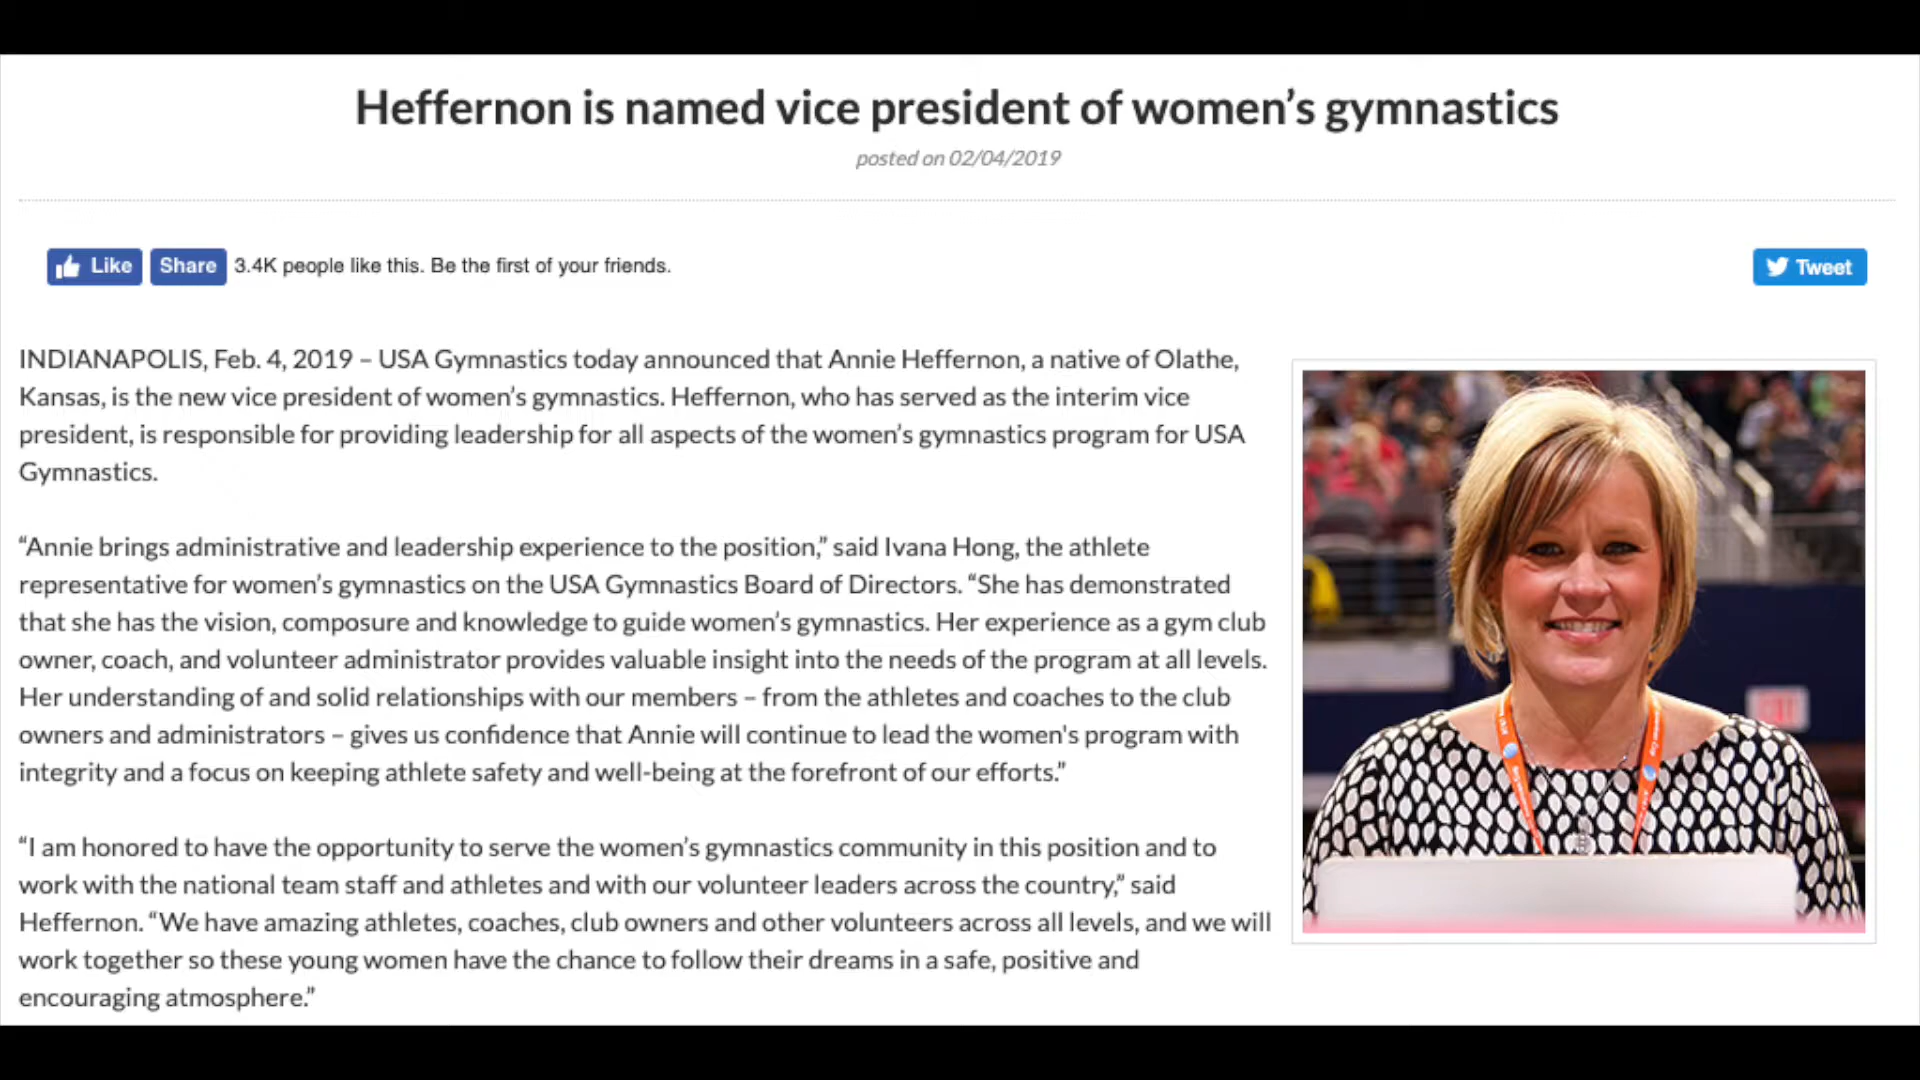 Heffernon is named vice president of women’s gymnastics
posted on 02/04/2019
Like Share 3.4K people like this. Be the first of your friends.
Tweet
INDIANAPOLIS, Feb. 4, 2019 – USA Gymnastics today announced that Annie Heffernon, a native of Olathe,
Kansas, is the new vice president of women’s gymnastics. Heffernon, who has served as the interim vice
president, is responsible for providing leadership for all aspects of the women’s gymnastics program for USA
Gymnastics.
“Annie brings administrative and leadership experience to the position,” said Ivana Hong, the athlete
representative for women’s gymnastics on the USA Gymnastics Board of Directors. “She has demonstrated
that she has the vision, composure and knowledge to guide women’s gymnastics. Her experience as a gym club
owner, coach, and volunteer administrator provides valuable insight into the needs of the program at all levels.
Her understanding of and solid relationships with our members – from the athletes and coaches to the club
owners and administrators – gives us confidence that Annie will continue to lead the women's program with
integrity and a focus on keeping athlete safety and well-being at the forefront of our efforts.”
“I am honored to have the opportunity to serve the women’s gymnastics community in this position and to
work with the national team staff and athletes and with our volunteer leaders across the country,” said
Heffernon. “We have amazing athletes, coaches, club owners and other volunteers across all levels, and we will
work together so these young women have the chance to follow their dreams in a safe, positive and
encouraging atmosphere.”